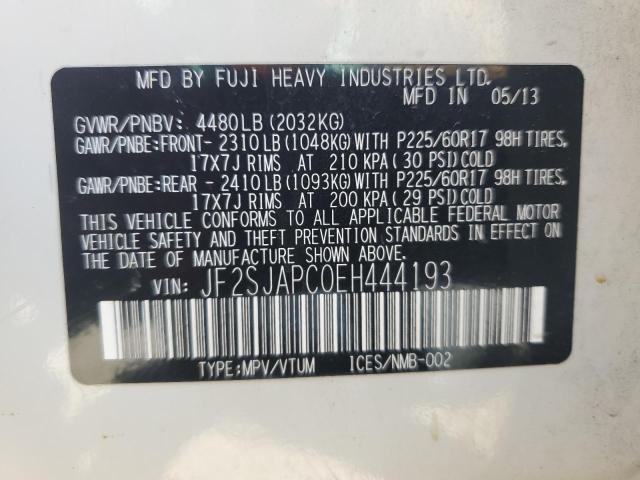 MFD BY FUJI HEAVY INDUSTRIES LTD.
MFD IN 05/13
GVWR/PNBV: 4480LB (2032KG)
GAWR/PNBE:FRONT- 2310LB (1048KG) WITH P225/60R17 98H TIRES,
17X7J RIMS AT 210 KPA (30 PSI) COLD
GAWR/PNBE:REAR - 2410LB (1093KG) WITH P225/60R17 98H TIRES,
17X7J RIMS AT 200 KPA (29 PSI) COLD
THIS VEHICLE CONFORMS TO ALL APPLICABLE FEDERAL MOTOR
VEHICLE SAFETY AND THEFT PREVENTION STANDARDS IN EFFECT
ON THE DATE OF MANUFACTURE SHOWN ABOVE.
VIN: JF2SJAPC0EH444193
TYPE:MPV/VTUM ICES/NMB-002